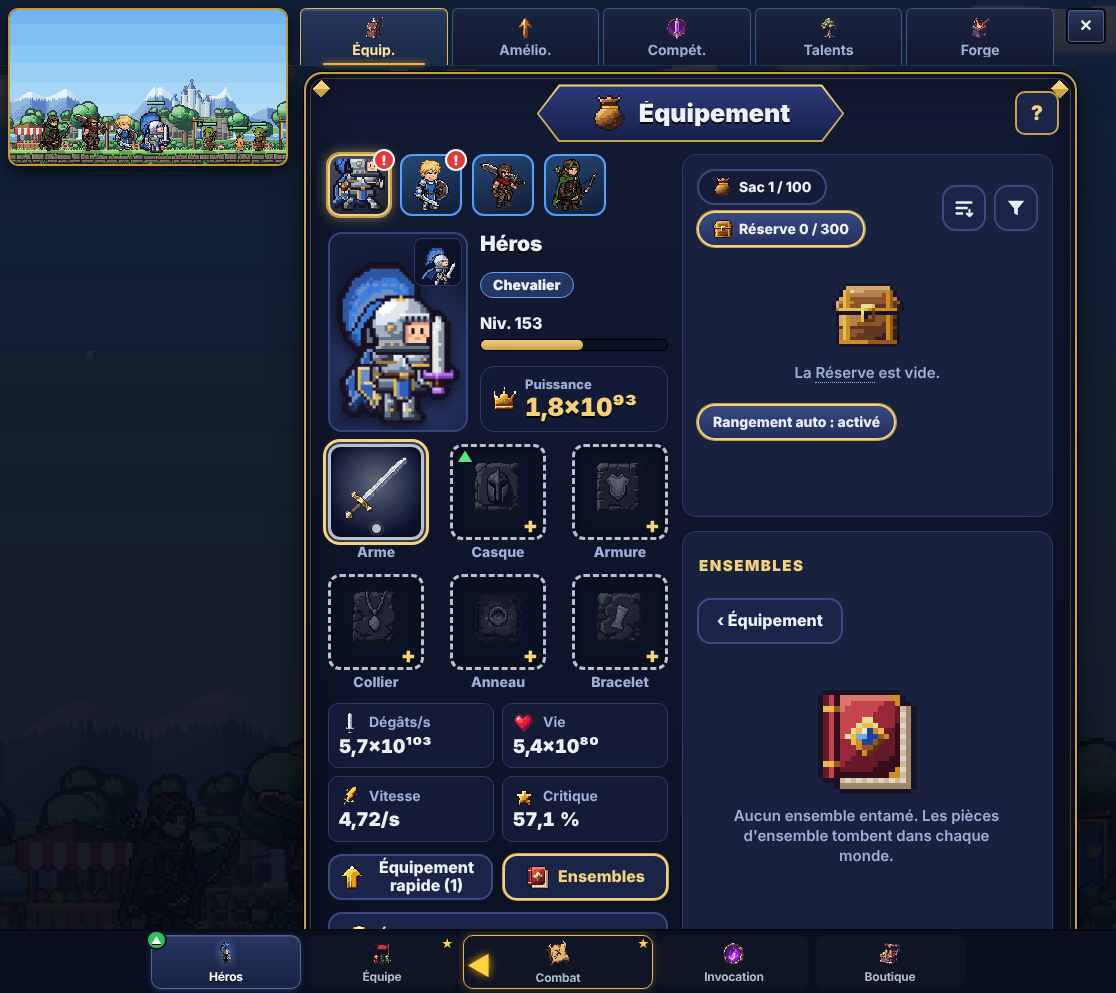 Équip.
Amélio.
Compét.
Talents
Forge
×
Équipement
?
!
!
Héros
Chevalier
Niv. 153
Puissance
1,8×10⁹³
Sac 1 / 100
Réserve 0 / 300
La Réserve est vide.
Rangement auto : activé
Arme
Casque
Armure
Collier
Anneau
Bracelet
Dégâts/s
5,7×10¹⁰³
Vie
5,4×10⁸⁰
Vitesse
4,72/s
Critique
57,1 %
Équipement
rapide (1)
Ensembles
ENSEMBLES
‹ Équipement
Aucun ensemble entamé. Les pièces
d'ensemble tombent dans chaque
monde.
Héros
Équipe
Combat
Invocation
Boutique